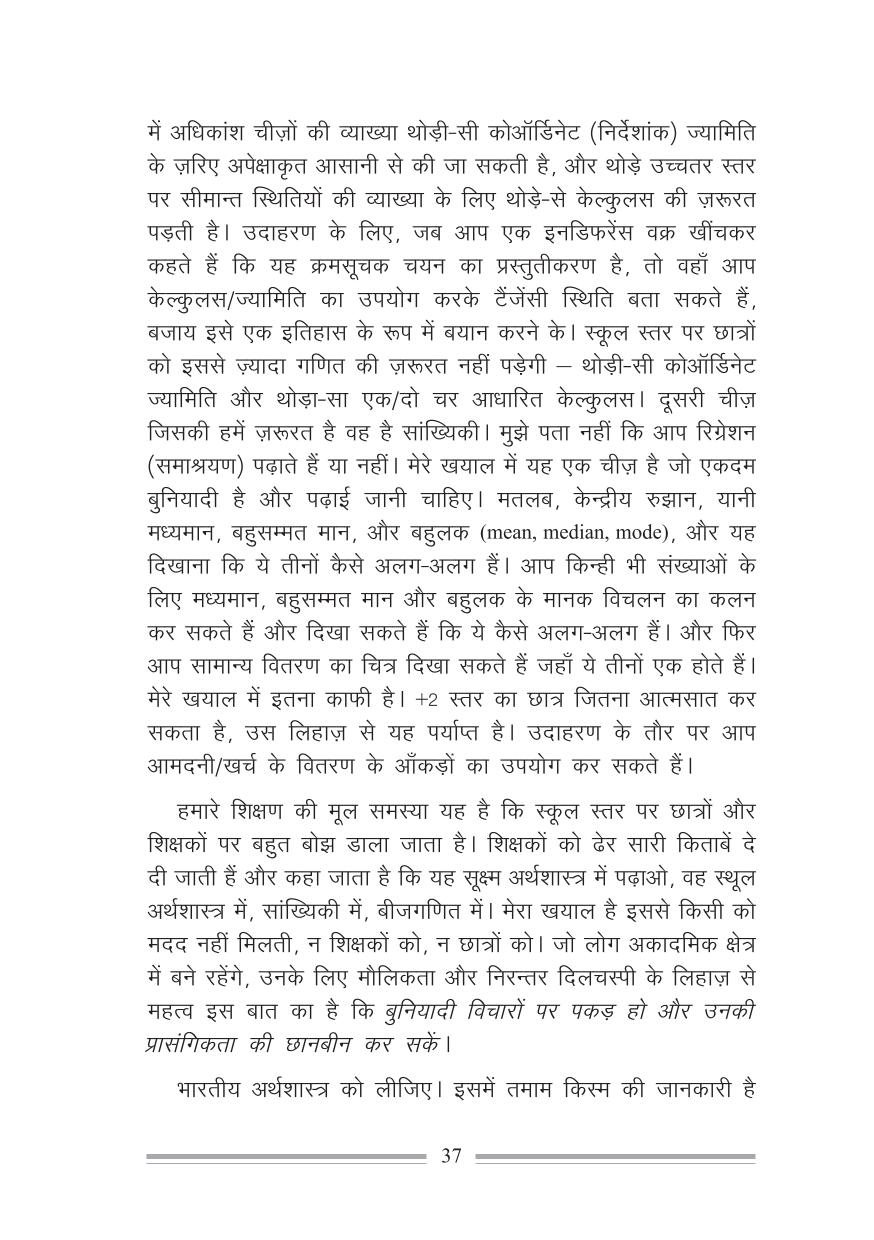 में अधिकांश चीज़ों की व्याख्या थोड़ी-सी कोऑर्डिनेट (निर्देशांक) ज्यामिति
के ज़रिए अपेक्षाकृत आसानी से की जा सकती है, और थोड़े उच्चतर स्तर
पर सीमान्त स्थितियों की व्याख्या के लिए थोड़े-से केल्कुलस की ज़रूरत
पड़ती है। उदाहरण के लिए, जब आप एक इनडिफरेंस वक्र खींचकर
कहते हैं कि यह क्रमसूचक चयन का प्रस्तुतीकरण है, तो वहाँ आप
केल्कुलस/ज्यामिति का उपयोग करके टैंजेंसी स्थिति बता सकते हैं,
बजाय इसे एक इतिहास के रूप में बयान करने के। स्कूल स्तर पर छात्रों
को इससे ज़्यादा गणित की ज़रूरत नहीं पड़ेगी – थोड़ी-सी कोऑर्डिनेट
ज्यामिति और थोड़ा-सा एक/दो चर आधारित केल्कुलस। दूसरी चीज़
जिसकी हमें ज़रूरत है वह है सांख्यिकी। मुझे पता नहीं कि आप रिग्रेशन
(समाश्रयण) पढ़ाते हैं या नहीं। मेरे खयाल में यह एक चीज़ है जो एकदम
बुनियादी है और पढ़ाई जानी चाहिए। मतलब, केन्द्रीय रुझान, यानी
मध्यमान, बहुसम्मत मान, और बहुलक (mean, median, mode), और यह
दिखाना कि ये तीनों कैसे अलग-अलग हैं। आप किन्ही भी संख्याओं के
लिए मध्यमान, बहुसम्मत मान और बहुलक के मानक विचलन का कलन
कर सकते हैं और दिखा सकते हैं कि ये कैसे अलग-अलग हैं। और फिर
आप सामान्य वितरण का चित्र दिखा सकते हैं जहाँ ये तीनों एक होते हैं।
मेरे खयाल में इतना काफी है। +2 स्तर का छात्र जितना आत्मसात कर
सकता है, उस लिहाज़ से यह पर्याप्त है। उदाहरण के तौर पर आप
आमदनी/खर्च के वितरण के आँकड़ों का उपयोग कर सकते हैं।
हमारे शिक्षण की मूल समस्या यह है कि स्कूल स्तर पर छात्रों और
शिक्षकों पर बहुत बोझ डाला जाता है। शिक्षकों को ढेर सारी किताबें दे
दी जाती हैं और कहा जाता है कि यह सूक्ष्म अर्थशास्त्र में पढ़ाओ, वह स्थूल
अर्थशास्त्र में, सांख्यिकी में, बीजगणित में। मेरा खयाल है इससे किसी को
मदद नहीं मिलती, न शिक्षकों को, न छात्रों को। जो लोग अकादमिक क्षेत्र
में बने रहेंगे, उनके लिए मौलिकता और निरन्तर दिलचस्पी के लिहाज़ से
महत्व इस बात का है कि बुनियादी विचारों पर पकड़ हो और उनकी
प्रासंगिकता की छानबीन कर सकें।
भारतीय अर्थशास्त्र को लीजिए। इसमें तमाम किस्म की जानकारी है
37